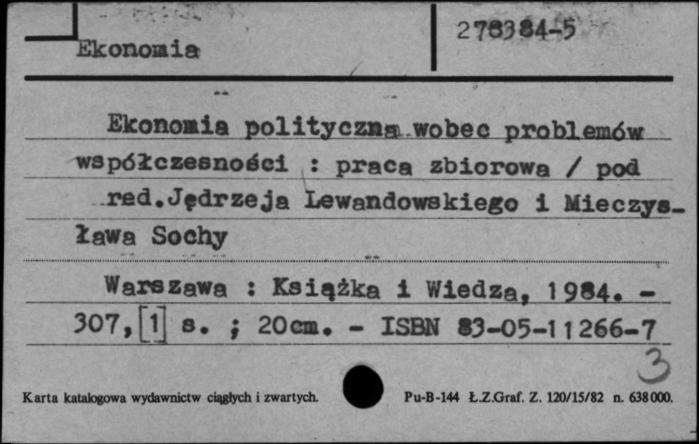 278384-5
Ekonomia
Ekonomia polityczna wobec problemów
współczesności : praca zbiorowa / pod
red.Jędrzeja Lewandowskiego i Mieczys-
ława Sochy
Warszawa : Książka i Wiedza, 1984. -
307,[1] s. ; 20cm. - ISBN 83-05-11266-7
3
Karta katalogowa wydawnictw ciągłych i zwartych. Pu-B-144 Ł.Z.Graf. Z. 120/15/82 n. 638000.